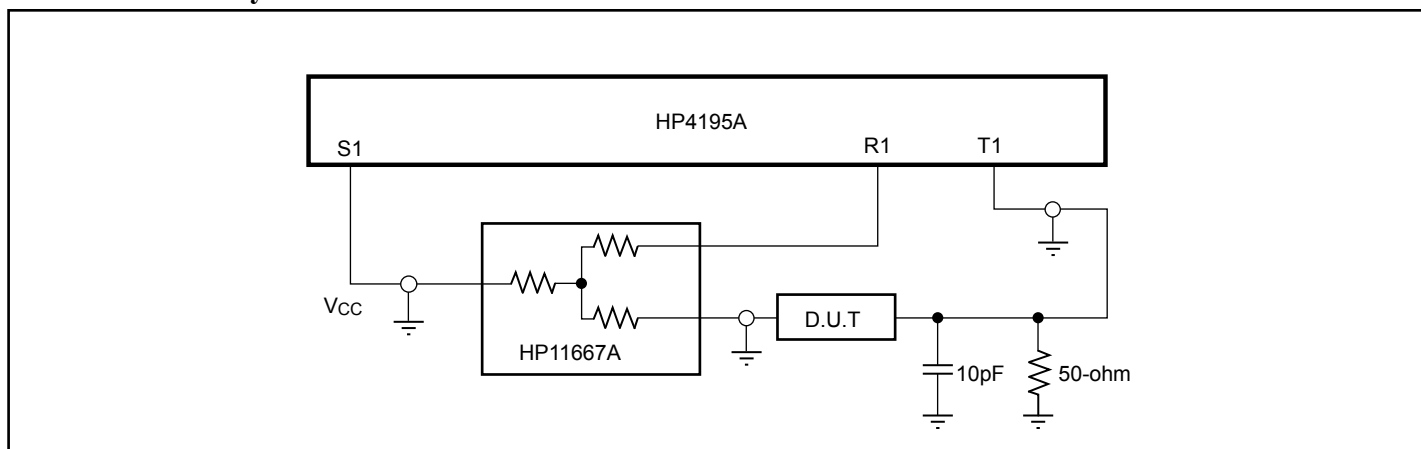 HP4195A
S1
R1
T1
VCC
HP11667A
D.U.T
10pF
50-ohm